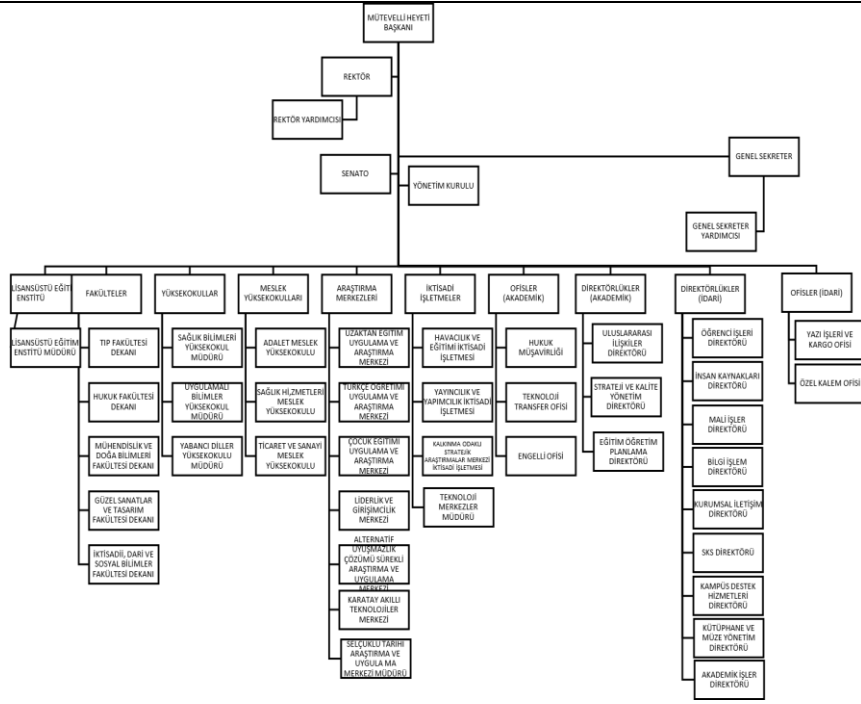 MÜTEVELLİ HEYETİ
BAŞKANI
REKTÖR
REKTÖR YARDIMCISI
GENEL SEKRETER
SENATO
YÖNETİM KURULU
GENEL SEKRETER
YARDIMCISI
LİSANSÜSTÜ EĞİTİ
ENSTİTÜ
LİSANSÜSTÜ EĞİTİM
ENSTİTÜ MÜDÜRÜ
FAKÜLTELER
TIP FAKÜLTESİ
DEKANI
HUKUK FAKÜLTESİ
DEKANI
MÜHENDİSLİK VE
DOĞA BİLİMLERİ
FAKÜLTESİ DEKANI
GÜZEL SANATLAR
VE TASARIM
FAKÜLTESİ DEKANI
İKTİSADİİ, DARİ VE
SOSYAL BİLİMLER
FAKÜLTESİ DEKANI
YÜKSEKOKULLAR
SAĞLIK BİLİMLERİ
YÜKSEKOKUL
MÜDÜRÜ
UYGULAMALI
BİLİMLER
YÜKSEKOKUL
MÜDÜRÜ
YABANCI DİLLER
YÜKSEKOKULU
MÜDÜRÜ
MESLEK
YÜKSEKOKULLARI
ADALET MESLEK
YÜKSEKOKULU
SAĞLIK Hİ,ZMETLERİ
MESLEK
YÜKSEKOKULU
TİCARET VE SANAYİ
MESLEK
YÜKSEKOKULU
ARAŞTIRMA
MERKEZLERİ
UZAKTAN EĞİTİM
UYGULAMA VE
ARAŞTIRMA
MERKEZİ
TÜRKÇE ÖĞRETİMİ
UYGULAMA VE
ARAŞTIRMA
MERKEZİ
ÇOCUK EĞİTİMİ
UYGULAMA VE
ARAŞTIRMA
MERKEZİ
LİDERLİK VE
GİRİŞİMCİLİK
MERKEZİ
ALTERNATİF
UYUŞMAZLIK
ÇÖZÜMÜ SÜREKLİ
ARAŞTIRMA VE
UYGULAMA
MERKEZİ
KARATAY AKILLI
TEKNOLOJİLER
MERKEZİ
SELÇUKLU TARİHİ
ARAŞTIRMA VE
UYGULA MA
MERKEZİ MÜDÜRÜ
İKTİSADİ
İŞLETMELER
HAVACILIK VE
EĞİTİMİ İKTİSADİ
İŞLETMESİ
YAYINCILIK VE
YAPIMCILIK İKTİSADİ
İŞLETMESİ
KALKINMA ODAKLI
STRATEJİK
ARAŞTIRMALAR MERKEZİ
İKTİSADİ İŞLETMESİ
TEKNOLOJİ
MERKEZLER
MÜDÜRÜ
OFİSLER
(AKADEMİK)
HUKUK
MÜŞAVİRLİĞİ
TEKNOLOJİ
TRANSFER OFİSİ
ENGELLİ OFİSİ
DİREKTÖRLÜKLER
(AKADEMİK)
ULUSLARARASI
İLİŞKİLER
DİREKTÖRÜ
STRATEJİ VE KALİTE
YÖNETİM
DİREKTÖRÜ
EĞİTİM ÖĞRETİM
PLANLAMA
DİREKTÖRÜ
DİREKTÖRLÜKLER
(İDARİ)
ÖĞRENCİ İŞLERİ
DİREKTÖRÜ
İNSAN KAYNAKLARI
DİREKTÖRÜ
MALİ İŞLER
DİREKTÖRÜ
BİLGİ İŞLEM
DİREKTÖRÜ
KURUMSAL İLETİŞİM
DİREKTÖRÜ
SKS DİREKTÖRÜ
KAMPÜS DESTEK
HİZMETLERİ
DİREKTÖRÜ
KÜTÜPHANE VE
MÜZE YÖNETİM
DİREKTÖRÜ
AKADEMİK İŞLER
DİREKTÖRÜ
OFİSLER (İDARİ)
YAZI İŞLERİ VE
KARGO OFİSİ
ÖZEL KALEM OFİSİ